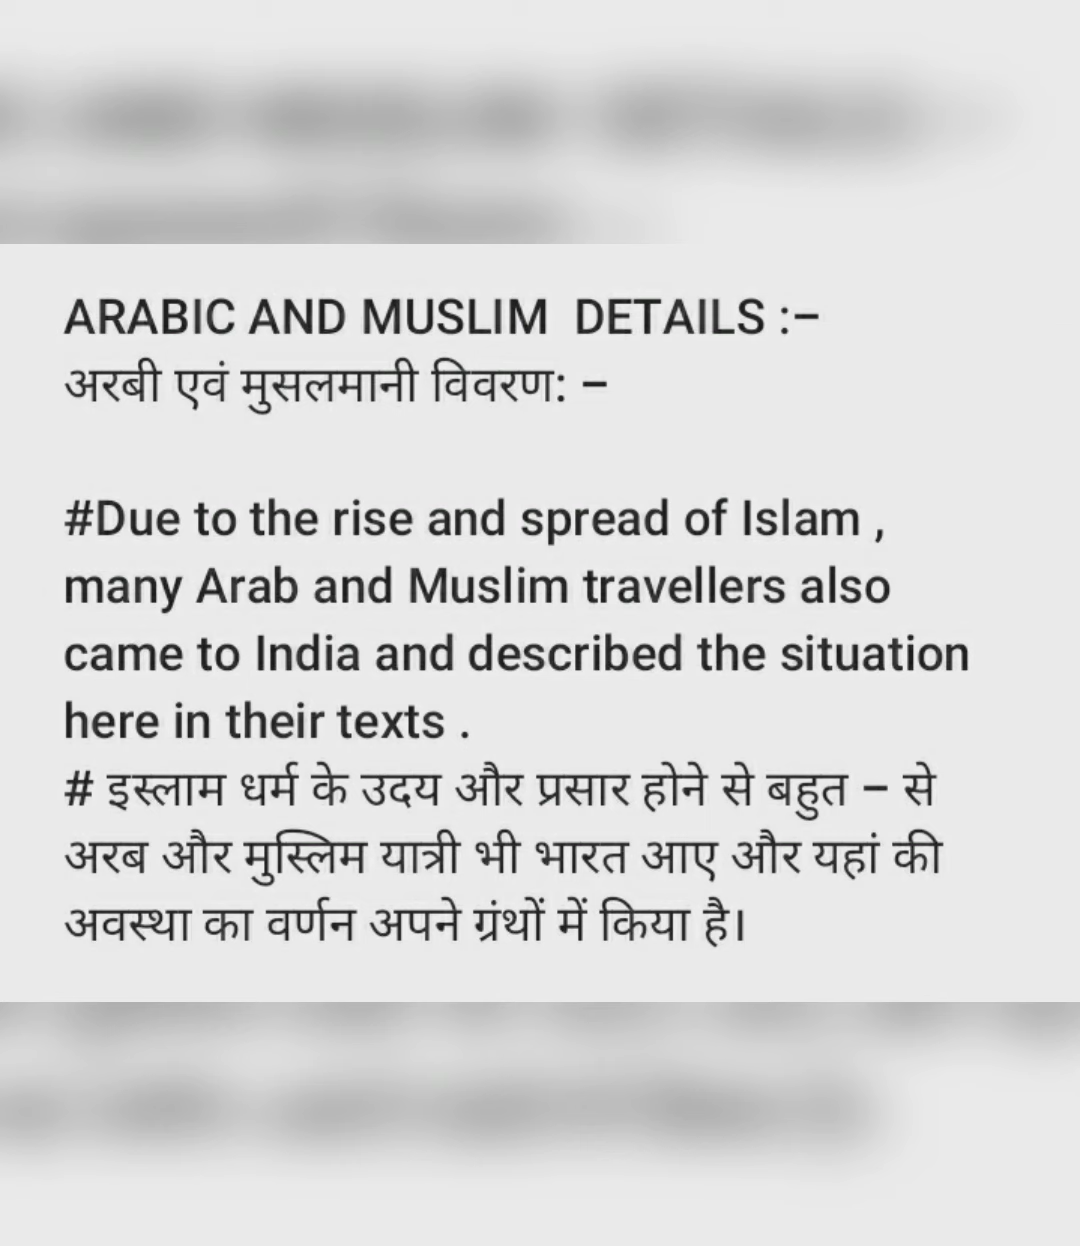 ARABIC AND MUSLIM  DETAILS :–
अरबी एवं मुसलमानी विवरण: –
#Due to the rise and spread of Islam ,
many Arab and Muslim travellers also
came to India and described the situation
here in their texts .
# इस्लाम धर्म के उदय और प्रसार होने से बहुत – से
अरब और मुस्लिम यात्री भी भारत आए और यहां की
अवस्था का वर्णन अपने ग्रंथों में किया है।